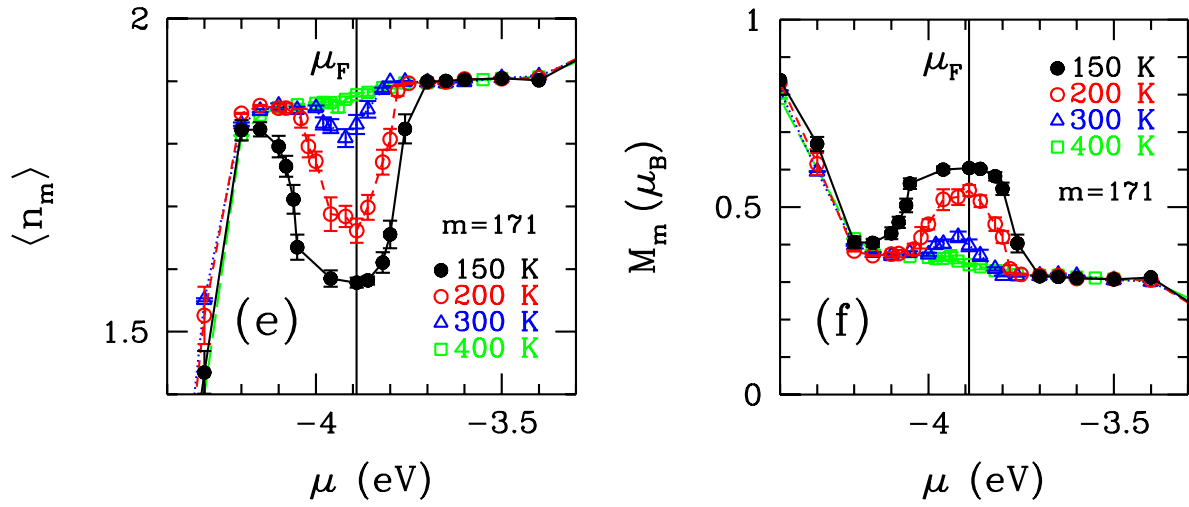 2
1.5
⟨n_m⟩
μ_F
m=171
150 K
200 K
300 K
400 K
(e)
−4
−3.5
μ (eV)
1
0.5
0
M_m (μ_B)
μ_F
150 K
200 K
300 K
400 K
m=171
(f)
−4
−3.5
μ (eV)